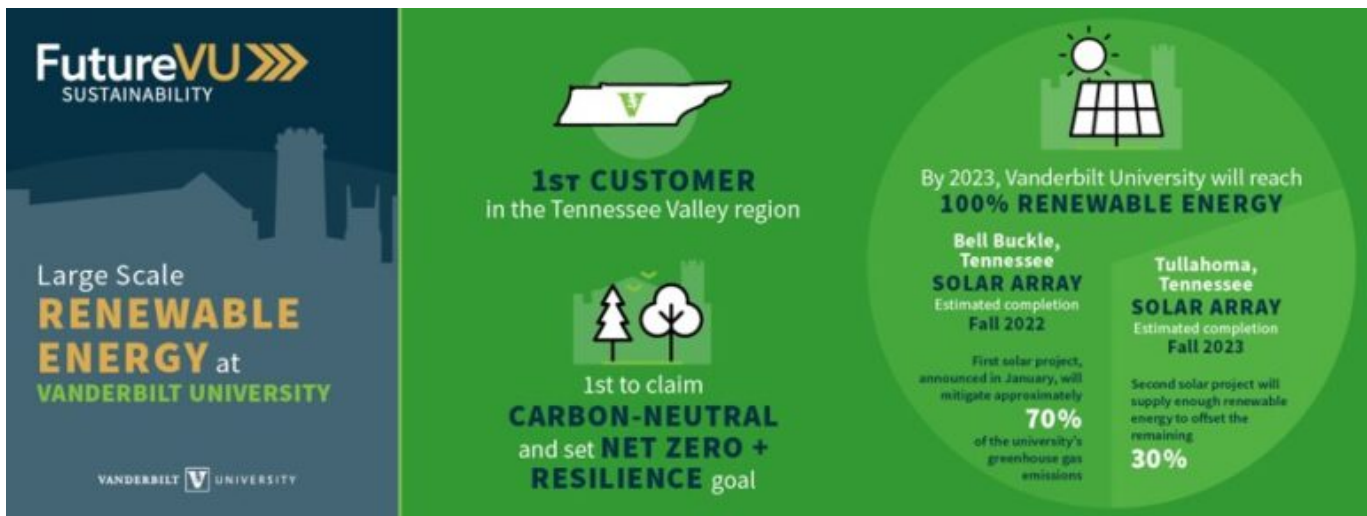 FutureVU
SUSTAINABILITY
Large Scale
RENEWABLE
ENERGY at
VANDERBILT UNIVERSITY
VANDERBILT V UNIVERSITY
V
1ST CUSTOMER
in the Tennessee Valley region
1st to claim
CARBON-NEUTRAL
and set NET ZERO +
RESILIENCE goal
By 2023, Vanderbilt University will reach
100% RENEWABLE ENERGY
Bell Buckle,
Tennessee
SOLAR ARRAY
Estimated completion
Fall 2022
First solar project,
announced in January, will
mitigate approximately
70%
of the university's
greenhouse gas
emissions
Tullahoma,
Tennessee
SOLAR ARRAY
Estimated completion
Fall 2023
Second solar project will
supply enough renewable
energy to offset the
remaining
30%